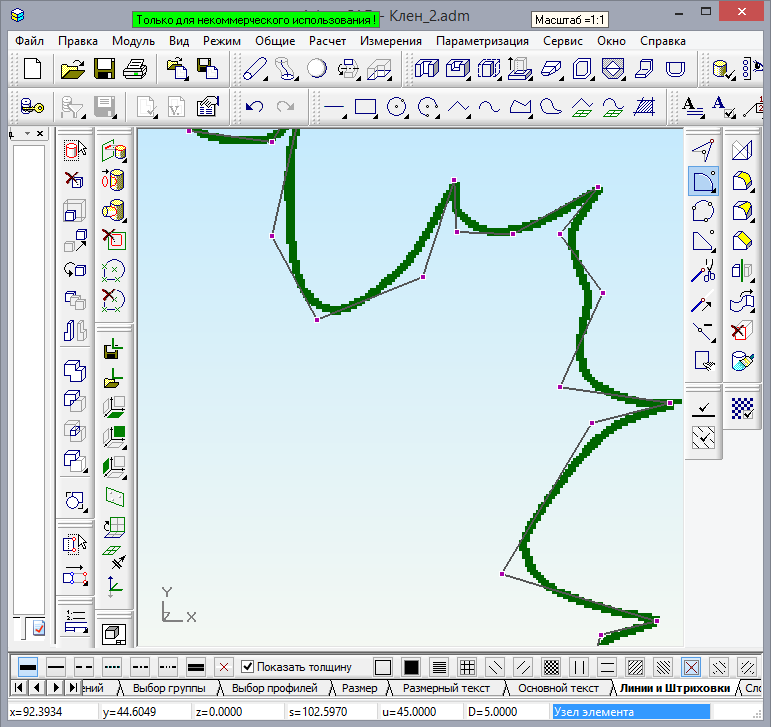 Только для некоммерческого использования ! - Клен_2.adm
Масштаб =1:1
Файл Правка Модуль Вид Режим Общие Расчет Измерения Параметризация Сервис Окно Справка
Y
Z X
Показать толщину
Выбор группы Выбор профилей Размер Размерный текст Основной текст Линии и Штриховки
x=92.3934 y=44.6049 z=0.0000 s=102.5970 u=45.0000 D=5.0000 Узел элемента